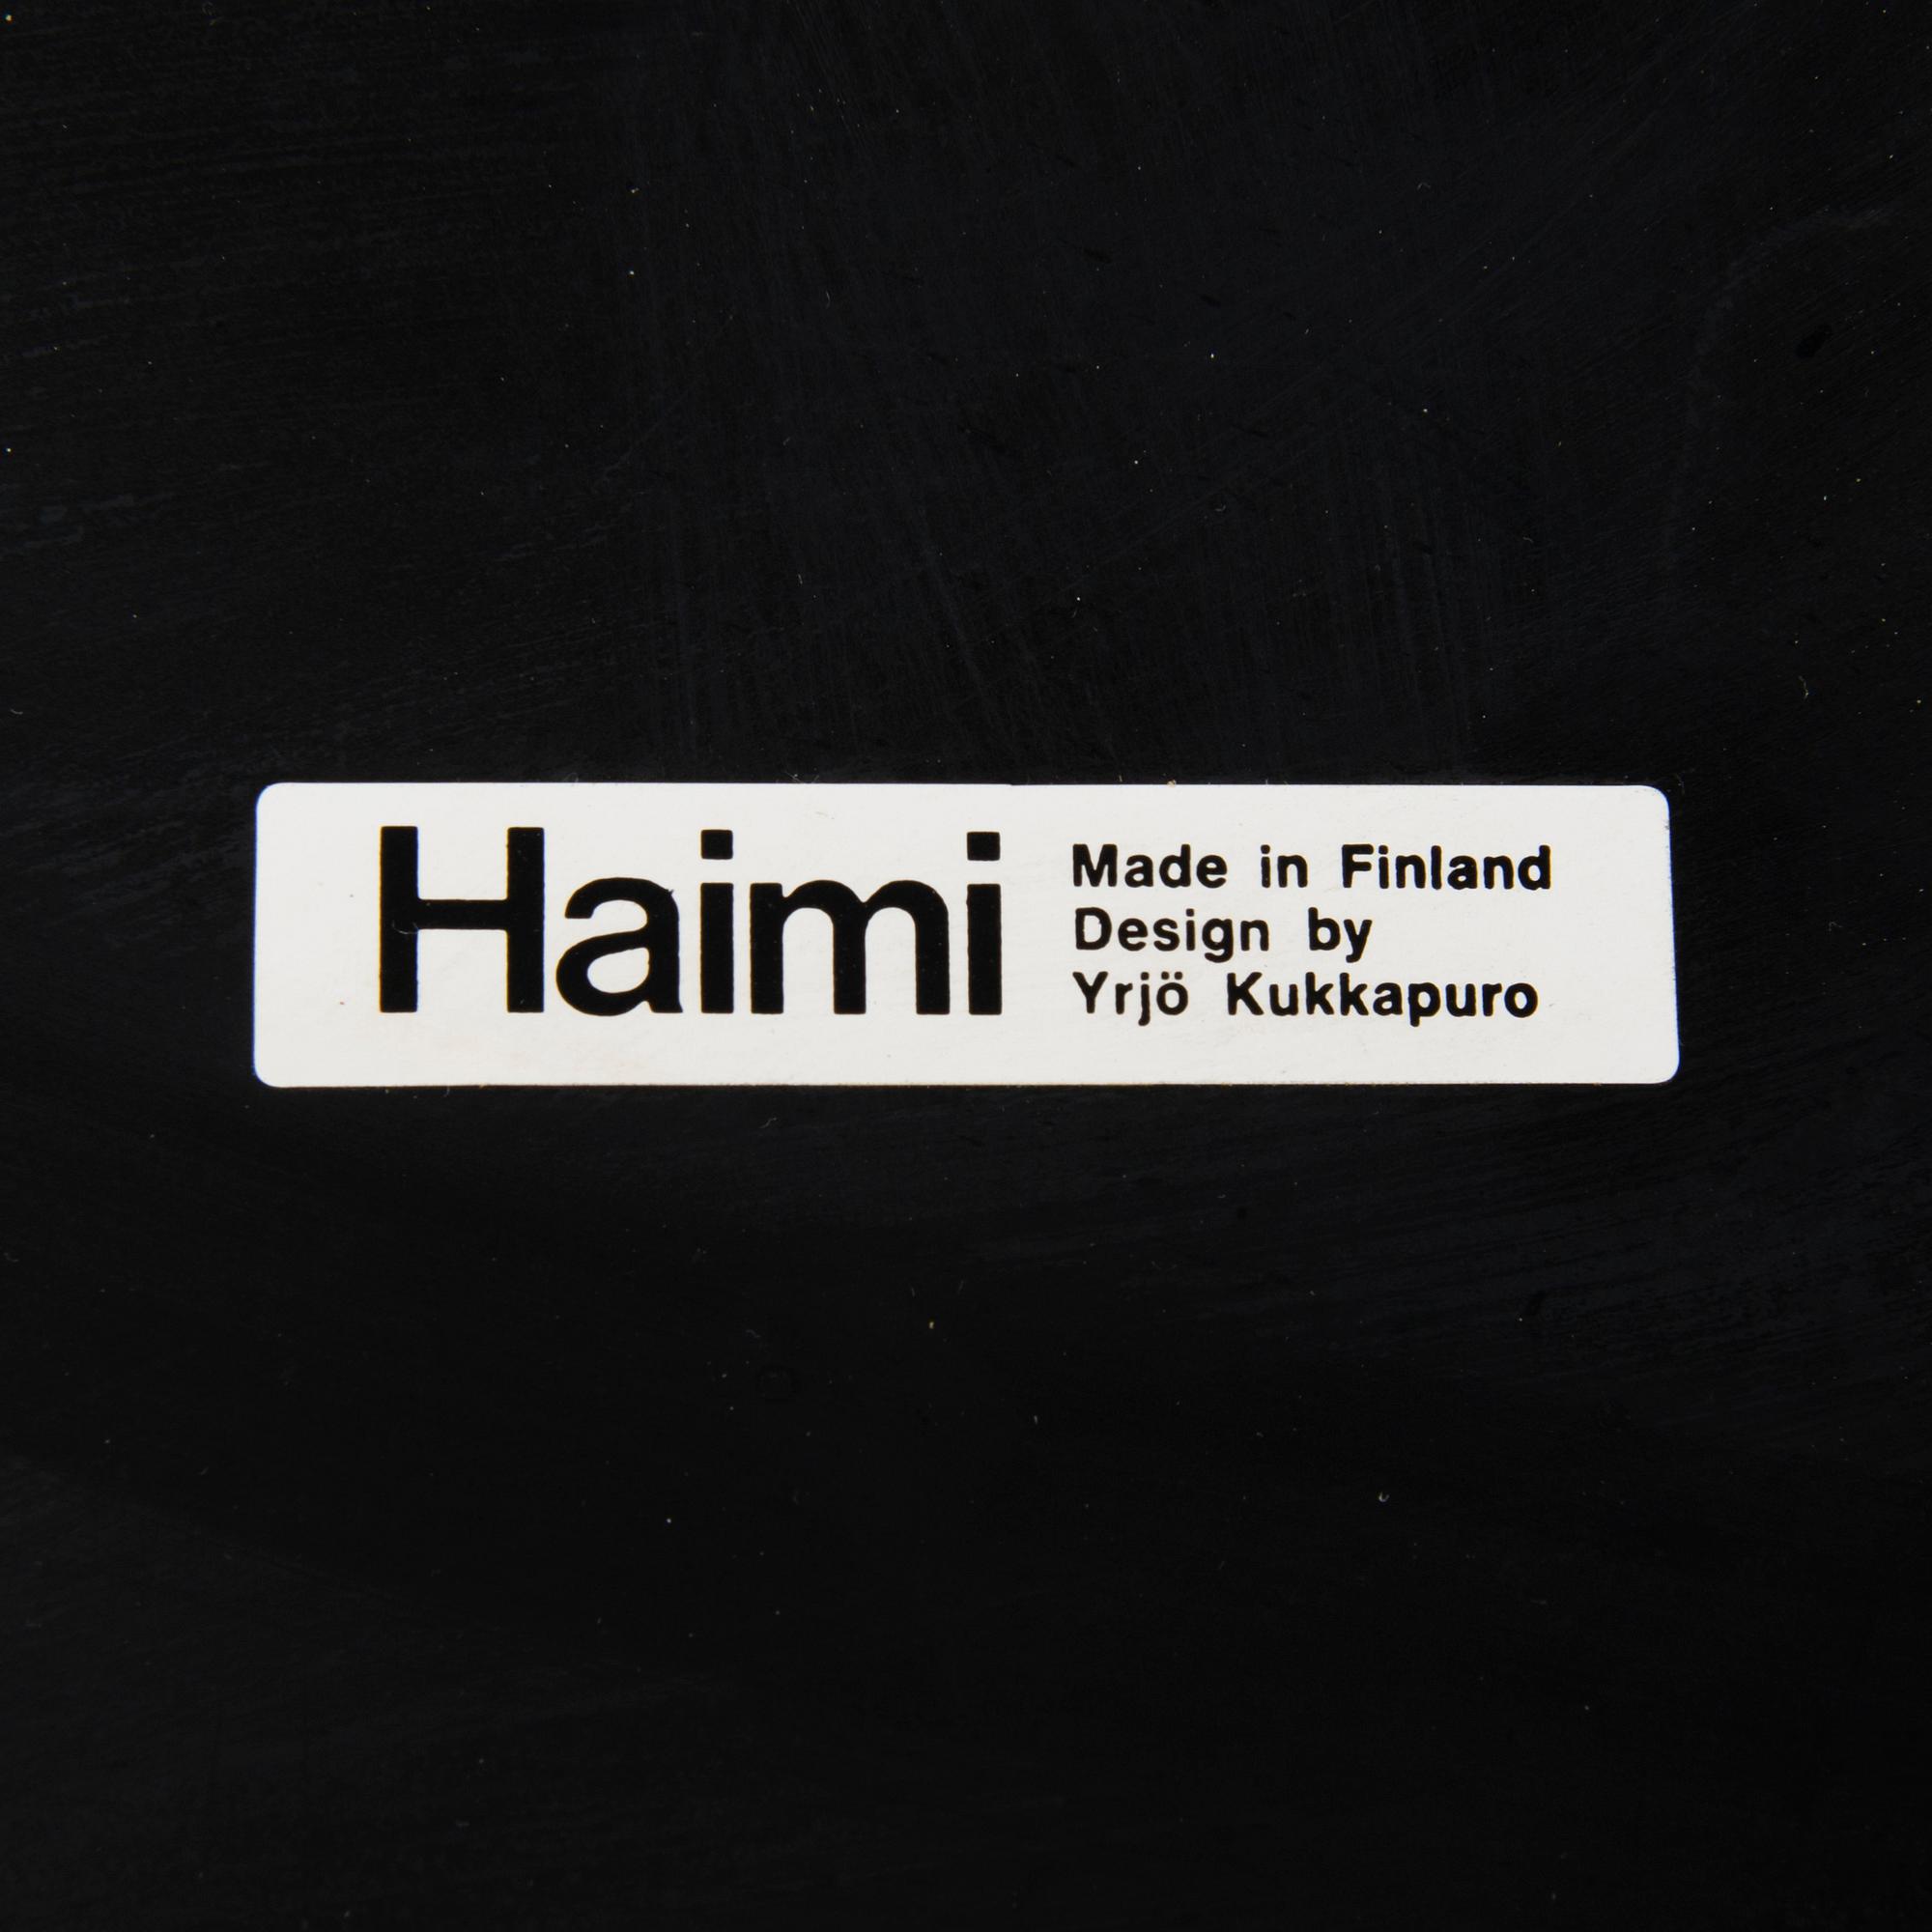 Haimi
Made in Finland
Design by
Yrjö Kukkapuro